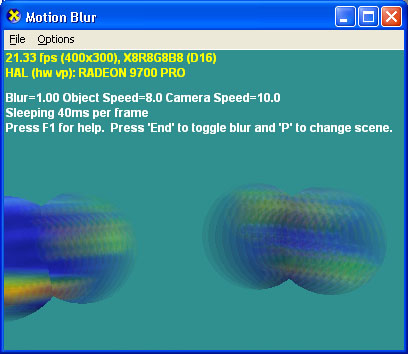 Motion Blur
File Options
21.33 fps (400x300), X8R8G8B8 (D16)
HAL (hw vp): RADEON 9700 PRO
Blur=1.00 Object Speed=8.0 Camera Speed=10.0
Sleeping 40ms per frame
Press F1 for help. Press 'End' to toggle blur and 'P' to change scene.